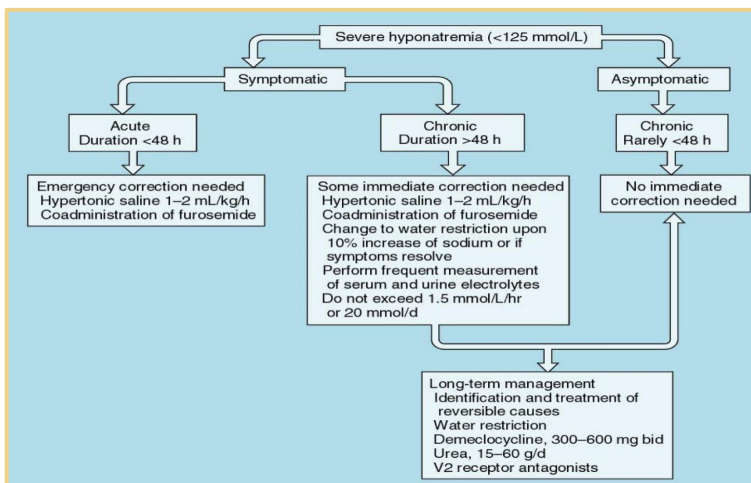 Severe hyponatremia (<125 mmol/L)
Symptomatic
Asymptomatic
Acute
Duration <48 h
Chronic
Duration >48 h
Chronic
Rarely <48 h
Emergency correction needed
Hypertonic saline 1–2 mL/kg/h
Coadministration of furosemide
Some immediate correction needed
Hypertonic saline 1–2 mL/kg/h
Coadministration of furosemide
Change to water restriction upon
10% increase of sodium or if
symptoms resolve
Perform frequent measurement
of serum and urine electrolytes
Do not exceed 1.5 mmol/L/hr
or 20 mmol/d
No immediate
correction needed
Long-term management
Identification and treatment of
reversible causes
Water restriction
Demeclocycline, 300–600 mg bid
Urea, 15–60 g/d
V2 receptor antagonists